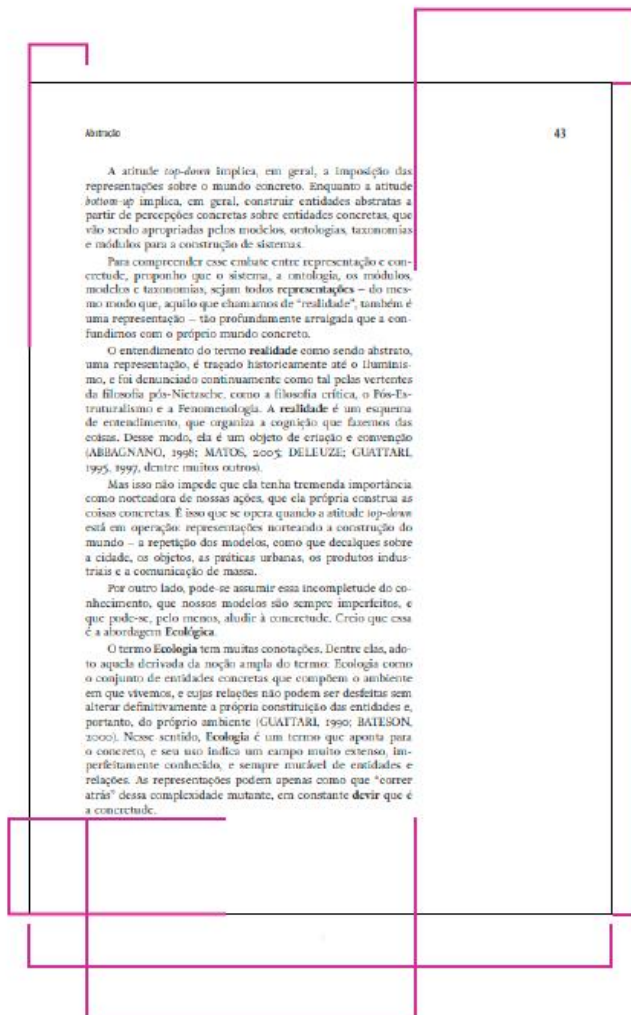 Abstração 43
A atitude top-down implica, em geral, a imposição das
representações sobre o mundo concreto. Enquanto a atitude
bottom-up implica, em geral, construir entidades abstratas a
partir de percepções concretas sobre entidades concretas, que
vão sendo apropriadas pelos modelos, ontologias, taxonomias
e módulos para a construção de sistemas.
Para compreender esse embate entre representação e con-
cretude, proponho que o sistema, a ontologia, os módulos,
modelos e taxonomias, sejam todos representações – do mes-
mo modo que, aquilo que chamamos de "realidade", também é
uma representação – tão profundamente arraigada que a con-
fundimos com o próprio mundo concreto.
O entendimento do termo realidade como sendo abstrato,
uma representação, é traçado historicamente até o Iluminis-
mo, e foi denunciado continuamente como tal pelas vertentes
da filosofia pós-Nietzsche, como a filosofia crítica, o Pós-Es-
truturalismo e a Fenomenologia. A realidade é um esquema
de entendimento, que organiza a cognição que fazemos das
coisas. Desse modo, ela é um objeto de criação e convenção
(ABBAGNANO, 1998; MATOS, 2005; DELEUZE; GUATTARI,
1995, 1997, dentre muitos outros).
Mas isso não impede que ela tenha tremenda importância
como norteadora de nossas ações, que ela própria construa as
coisas concretas. É isso que se opera quando a atitude top-down
está em operação: representações norteando a construção do
mundo – a repetição dos modelos, como que decalques sobre
a cidade, os objetos, as práticas urbanas, os produtos indus-
triais e a comunicação de massa.
Por outro lado, pode-se assumir essa incompletude do co-
nhecimento, que nossos modelos são sempre imperfeitos, e
que pode-se, pelo menos, aludir à concretude. Creio que essa
é a abordagem Ecológica.
O termo Ecologia tem muitas conotações. Dentre elas, ado-
to aquela derivada da noção ampla do termo: Ecologia como
o conjunto de entidades concretas que compõem o ambiente
em que vivemos, e cujas relações não podem ser desfeitas sem
alterar definitivamente a própria constituição das entidades e,
portanto, do próprio ambiente (GUATTARI, 1990; BATESON,
2000). Nesse sentido, Ecologia é um termo que aponta para
o concreto, e seu uso indica um campo muito extenso, im-
perfeitamente conhecido, e sempre mutável de entidades e
relações. As representações podem apenas como que "correr
atrás" dessa complexidade mutante, em constante devir que é
a concretude.